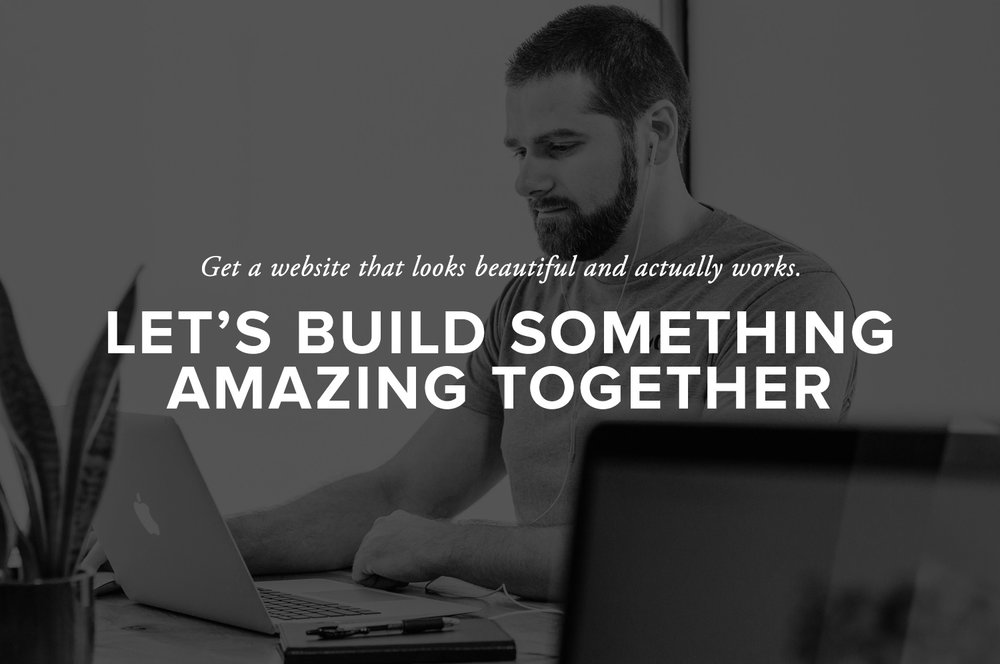 Get a website that looks beautiful and actually works.
LET’S BUILD SOMETHING
AMAZING TOGETHER